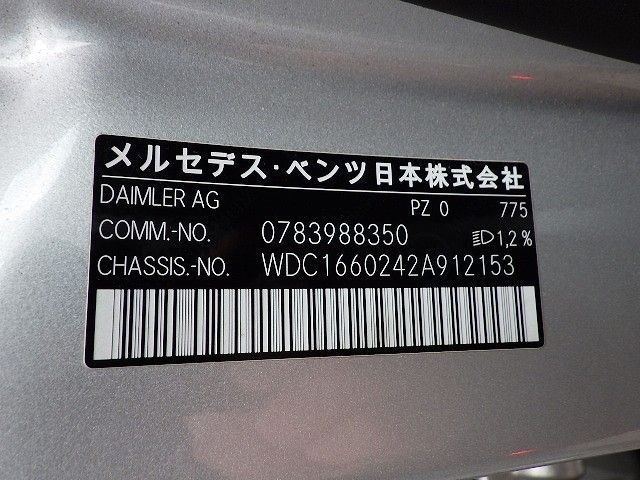 メルセデス・ベンツ日本株式会社
DAIMLER AG PZ 0 775
COMM.-NO. 0783988350 1,2 %
CHASSIS.-NO. WDC1660242A912153